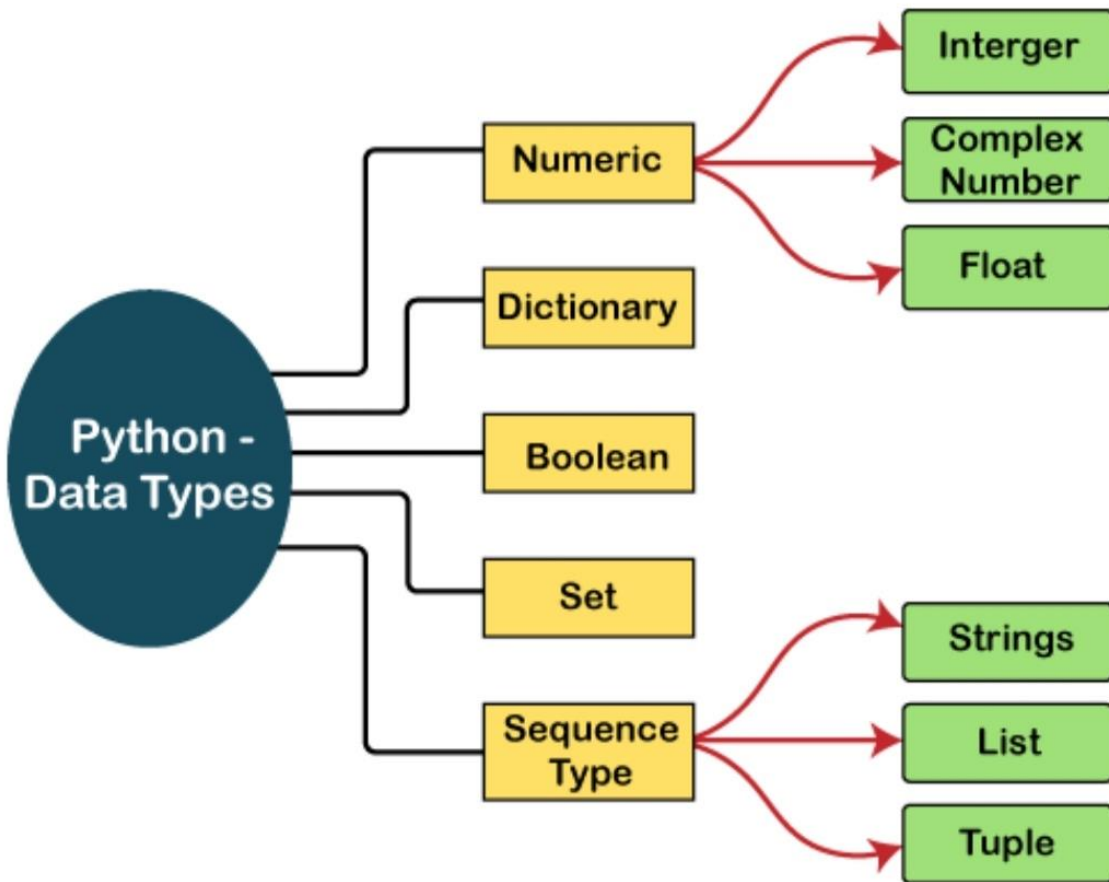 Python -
Data Types
Numeric
Dictionary
Boolean
Set
Sequence
Type
Interger
Complex
Number
Float
Strings
List
Tuple